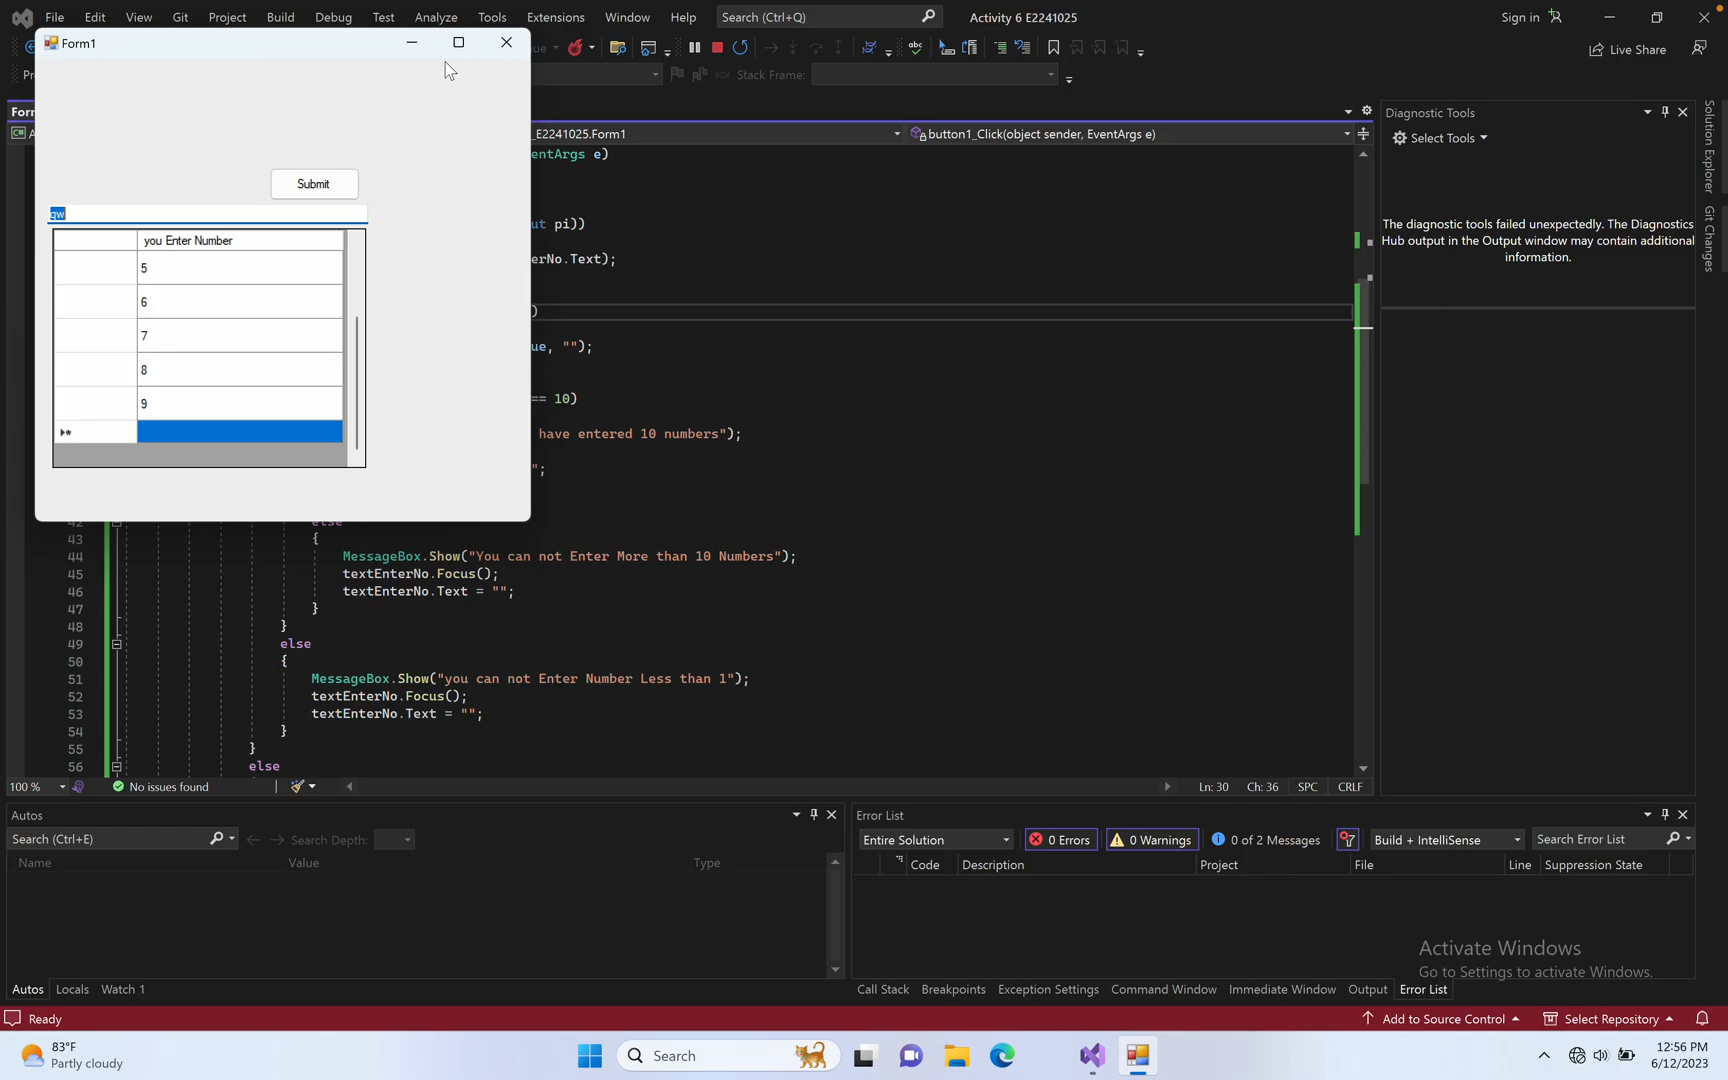 File Edit View Git Project Build Debug Test Analyze Tools Extensions Window Help Search (Ctrl+Q) Activity 6 E2241025 Sign in
Form1
Live Share
Stack Frame:
E2241025.Form1 button1_Click(object sender, EventArgs e)
Diagnostic Tools
Select Tools
The diagnostic tools failed unexpectedly. The Diagnostics
Hub output in the Output window may contain additional
information.
Solution Explorer
Git Changes
Submit
qw
you Enter Number
5
6
7
8
9
entArgs e)
ut pi))
erNo.Text);
)
ue, "");
== 10)
have entered 10 numbers");
";
42 else
43 {
44 MessageBox.Show("You can not Enter More than 10 Numbers");
45 textEnterNo.Focus();
46 textEnterNo.Text = "";
47 }
48 }
49 else
50 {
51 MessageBox.Show("you can not Enter Number Less than 1");
52 textEnterNo.Focus();
53 textEnterNo.Text = "";
54 }
55 }
56 else
100 % No issues found Ln: 30 Ch: 36 SPC CRLF
Autos
Search (Ctrl+E) Search Depth:
Name Value Type
Autos Locals Watch 1
Error List
Entire Solution 0 Errors 0 Warnings 0 of 2 Messages Build + IntelliSense Search Error List
Code Description Project File Line Suppression State
Activate Windows
Go to Settings to activate Windows.
Call Stack Breakpoints Exception Settings Command Window Immediate Window Output Error List
Ready Add to Source Control Select Repository
83°F
Partly cloudy
Search
12:56 PM
6/12/2023